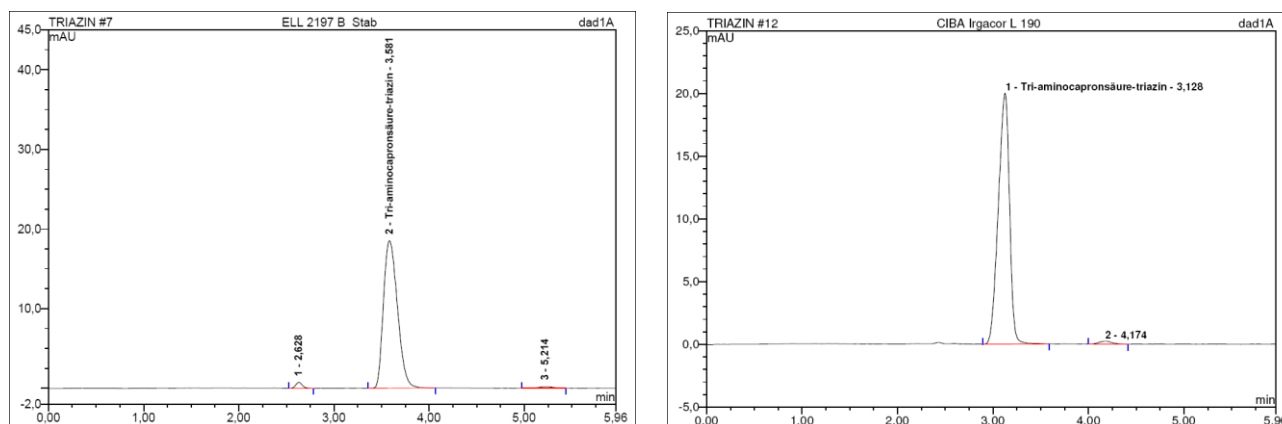 TRIAZIN #7 ELL 2197 B Stab dad1A
mAU
45,0
40,0
30,0
20,0
10,0
-2,0
1 - 2,628
2 - Tri-aminocapronsäure-triazin - 3,581
3 - 5,214
min
0,00 1,00 2,00 3,00 4,00 5,00 5,96
TRIAZIN #12 CIBA Irgacor L 190 dad1A
mAU
25,0
20,0
15,0
10,0
5,0
0,0
-5,0
1 - Tri-aminocapronsäure-triazin - 3,128
2 - 4,174
min
0,00 1,00 2,00 3,00 4,00 5,00